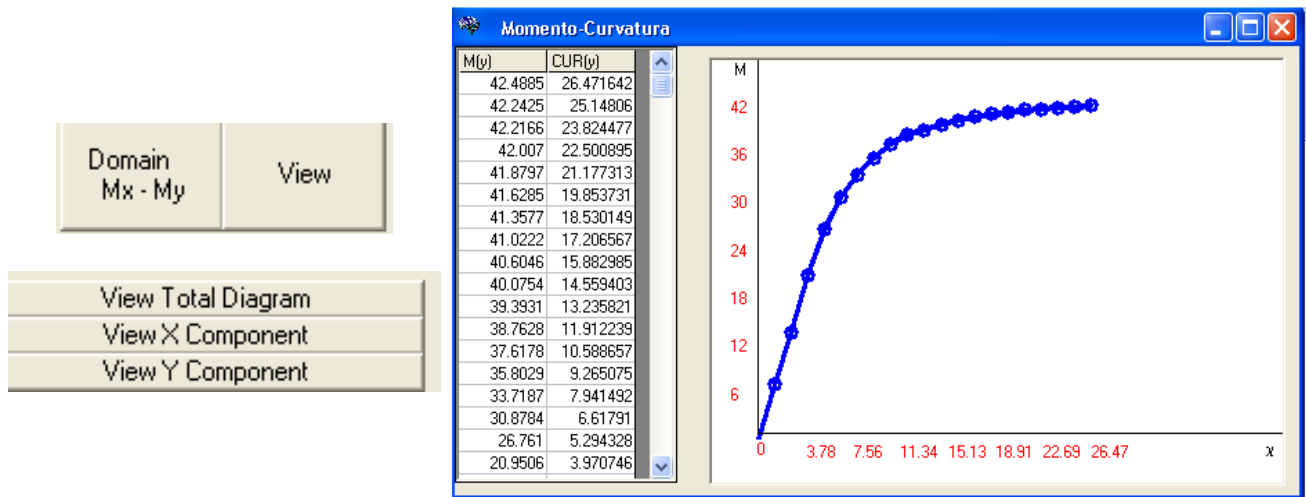 Domain
Mx - My
View
View Total Diagram
View X Component
View Y Component
Momento-Curvatura
M(y) CUR(y)
42.4885 26.471642
42.2425 25.14806
42.2166 23.824477
42.007 22.500895
41.8797 21.177313
41.6285 19.853731
41.3577 18.530149
41.0222 17.206567
40.6046 15.882985
40.0754 14.559403
39.3931 13.235821
38.7628 11.912239
37.6178 10.588657
35.8029 9.265075
33.7187 7.941492
30.8784 6.61791
26.761 5.294328
20.9506 3.970746
M
42
36
30
24
18
12
6
0 3.78 7.56 11.34 15.13 18.91 22.69 26.47 χ